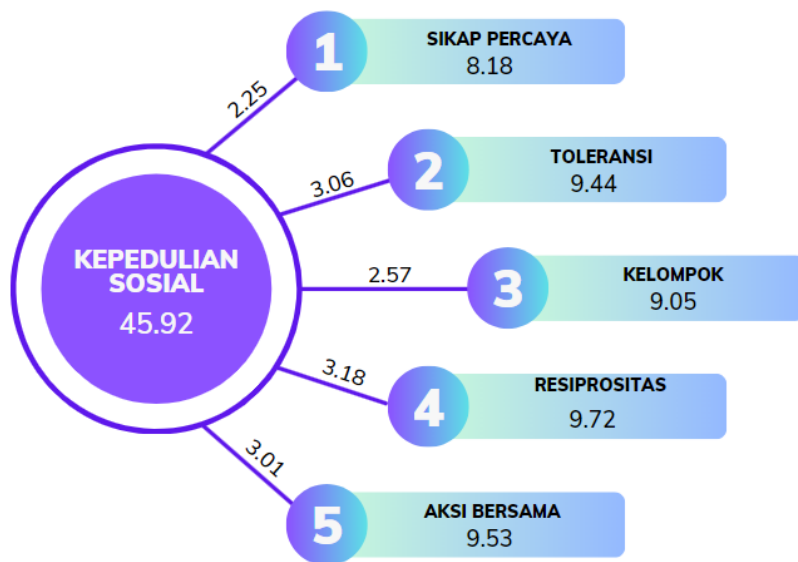 KEPEDULIAN
SOSIAL
45.92
2.25
1
SIKAP PERCAYA
8.18
3.06
2
TOLERANSI
9.44
2.57
3
KELOMPOK
9.05
3.18
4
RESIPROSITAS
9.72
3.01
5
AKSI BERSAMA
9.53